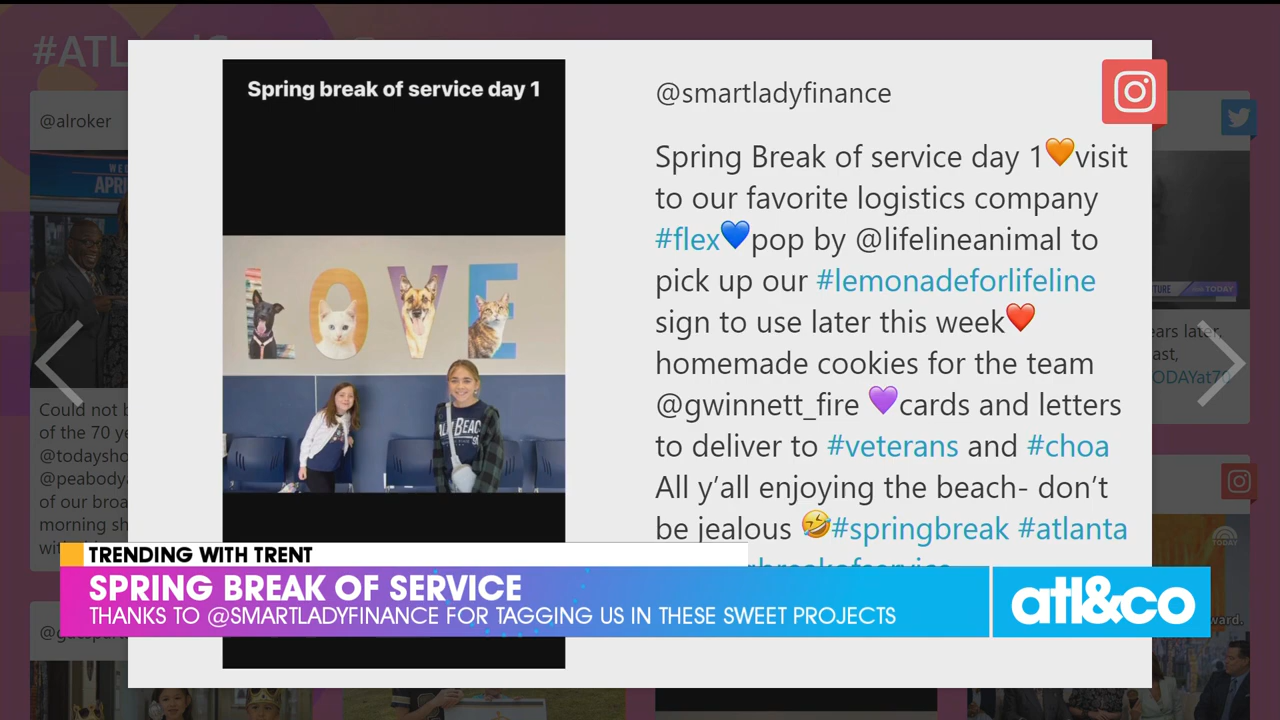 #ATL
@alroker
Could not b
of the 70 ye
@todaysho
@peabody
of our broa
morning sh
Spring break of service day 1
LOVE
@smartladyfinance
Spring Break of service day 1🧡visit
to our favorite logistics company
#flex💙pop by @lifelineanimal to
pick up our #lemonadeforlifeline
sign to use later this week❤️
homemade cookies for the team
@gwinnett_fire 💜cards and letters
to deliver to #veterans and #choa
All y’all enjoying the beach- don’t
be jealous 🤣#springbreak #atlanta
TODAY
ears later,
ast,
ODAYat70
TODAY
ward.
TRENDING WITH TRENT
SPRING BREAK OF SERVICE
THANKS TO @SMARTLADYFINANCE FOR TAGGING US IN THESE SWEET PROJECTS
atl&co